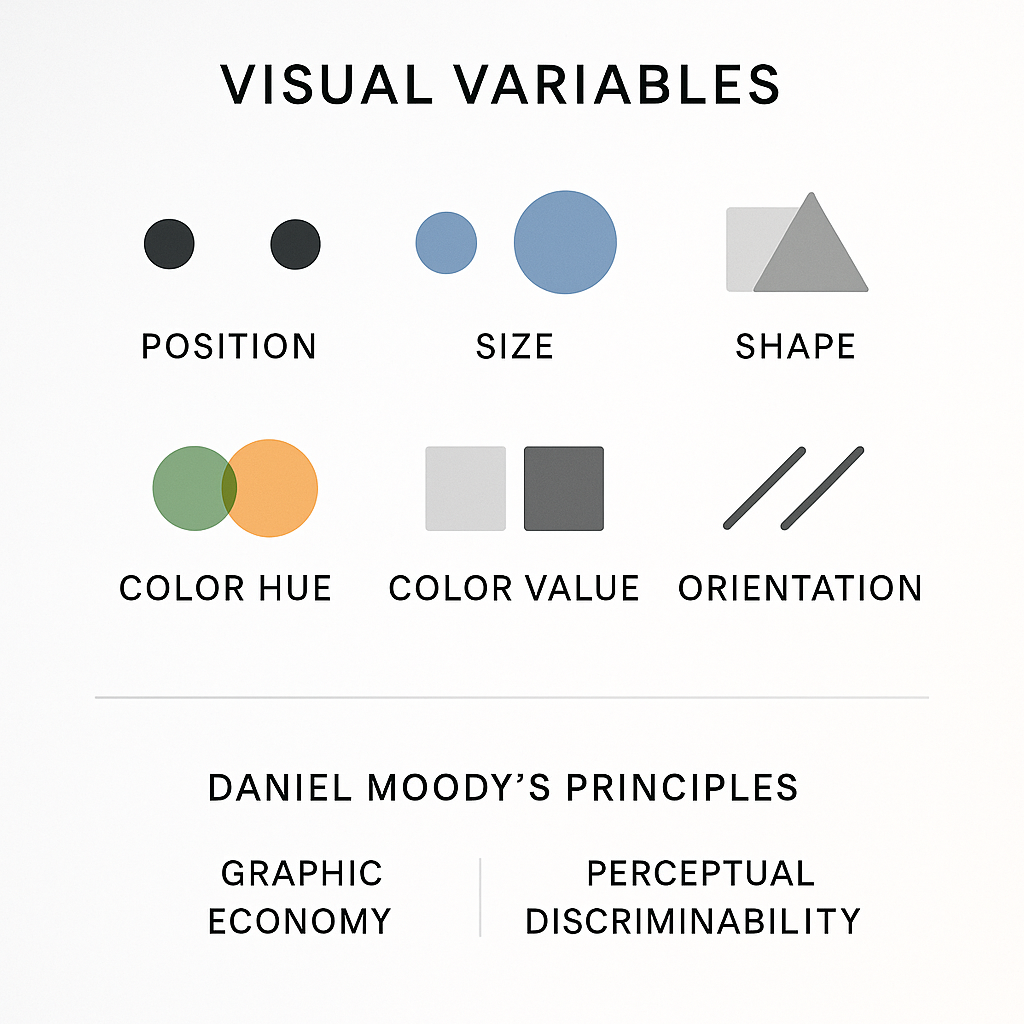 VISUAL VARIABLES
POSITION
SIZE
SHAPE
COLOR HUE
COLOR VALUE
ORIENTATION
DANIEL MOODY’S PRINCIPLES
GRAPHIC
ECONOMY
PERCEPTUAL
DISCRIMINABILITY